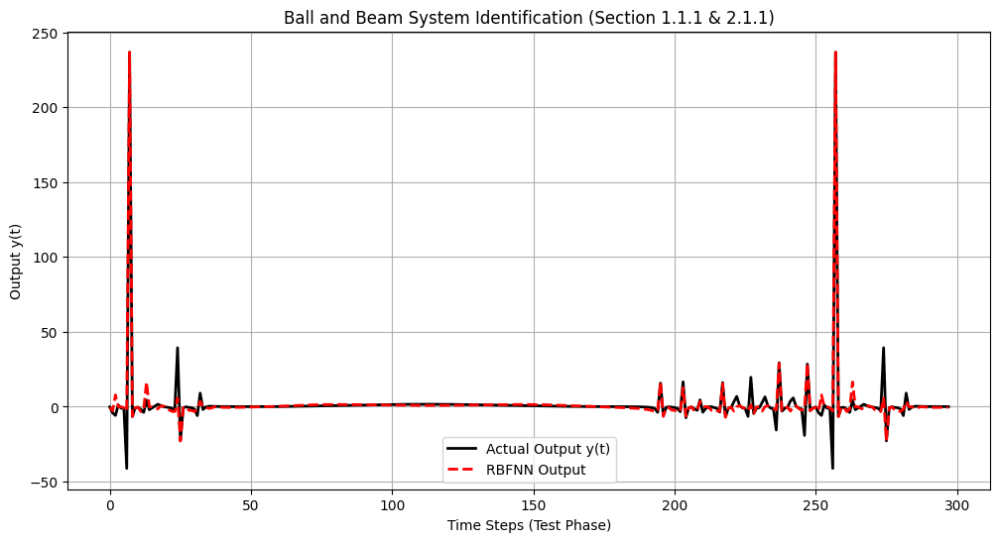 Ball and Beam System Identification (Section 1.1.1 & 2.1.1)
Output y(t)
250
200
150
100
50
0
−50
Actual Output y(t)
RBFNN Output
0 50 100 150 200 250 300
Time Steps (Test Phase)